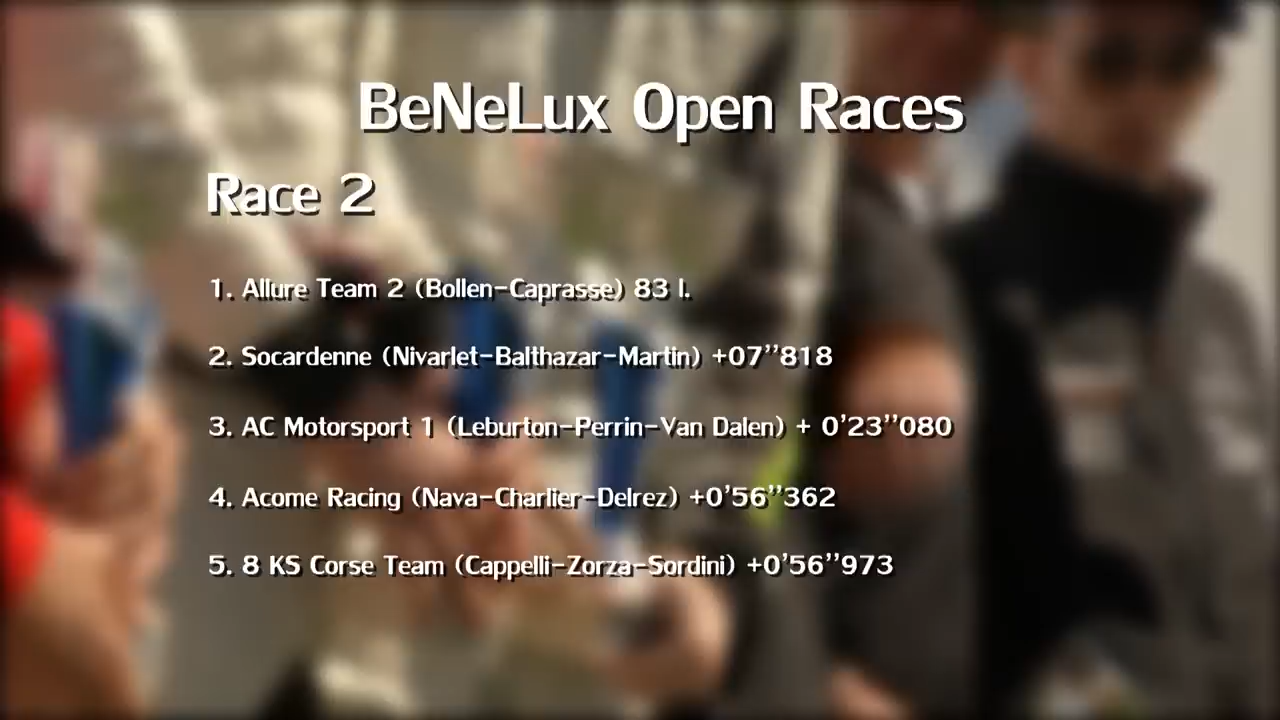 BeNeLux Open Races
Race 2
1. Allure Team 2 (Bollen-Caprasse) 83 l.
2. Socardenne (Nivarlet-Balthazar-Martin) +07’’818
3. AC Motorsport 1 (Leburton-Perrin-Van Dalen) + 0’23’’080
4. Acome Racing (Nava-Charlier-Delrez) +0’56’’362
5. 8 KS Corse Team (Cappelli-Zorza-Sordini) +0’56’’973